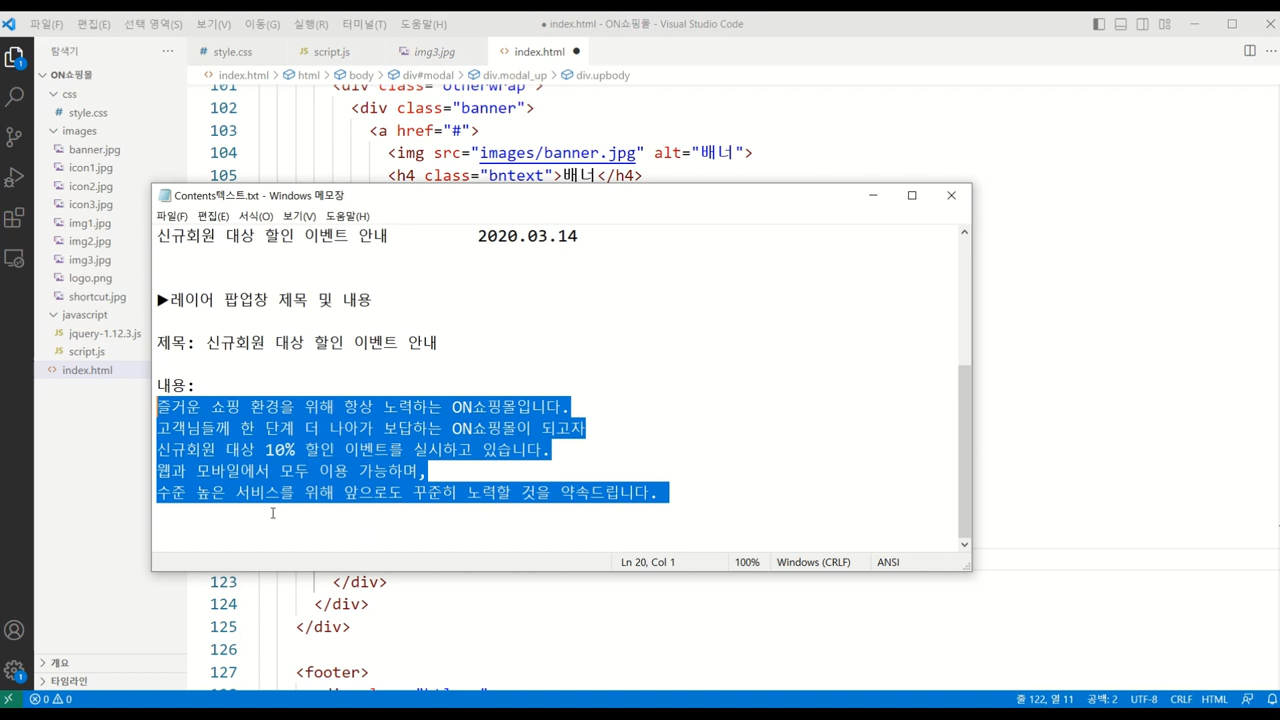 파일(F) 편집(E) 선택 영역(S) 보기(V) 이동(G) 실행(R) 터미널(T) 도움말(H) ● index.html - ON쇼핑몰 - Visual Studio Code
탐색기 ···
# style.css
JS script.js
img3.jpg
<> index.html ●
<> index.html > html > body > div#modal > div.modal_up > div.upbody
ON쇼핑몰
css
# style.css
images
banner.jpg
icon1.jpg
icon2.jpg
icon3.jpg
img1.jpg
img2.jpg
img3.jpg
logo.png
shortcut.jpg
javascript
JS jquery-1.12.3.js
JS script.js
<> index.html
개요
타임라인
101 <div class="otherwrap">
102 <div class="banner">
103 <a href="#">
104 <img src="images/banner.jpg" alt="배너">
105 <h4 class="bntext">배너</h4>
Contents텍스트.txt - Windows 메모장
파일(F) 편집(E) 서식(O) 보기(V) 도움말(H)
신규회원 대상 할인 이벤트 안내 2020.03.14
▶레이어 팝업창 제목 및 내용
제목: 신규회원 대상 할인 이벤트 안내
내용:
즐거운 쇼핑 환경을 위해 항상 노력하는 ON쇼핑몰입니다.
고객님들께 한 단계 더 나아가 보답하는 ON쇼핑몰이 되고자
신규회원 대상 10% 할인 이벤트를 실시하고 있습니다.
웹과 모바일에서 모두 이용 가능하며,
수준 높은 서비스를 위해 앞으로도 꾸준히 노력할 것을 약속드립니다.
Ln 20, Col 1 100% Windows (CRLF) ANSI
123 </div>
124 </div>
125 </div>
126
127 <footer>
0 0 줄 122, 열 11 공백: 2 UTF-8 CRLF HTML